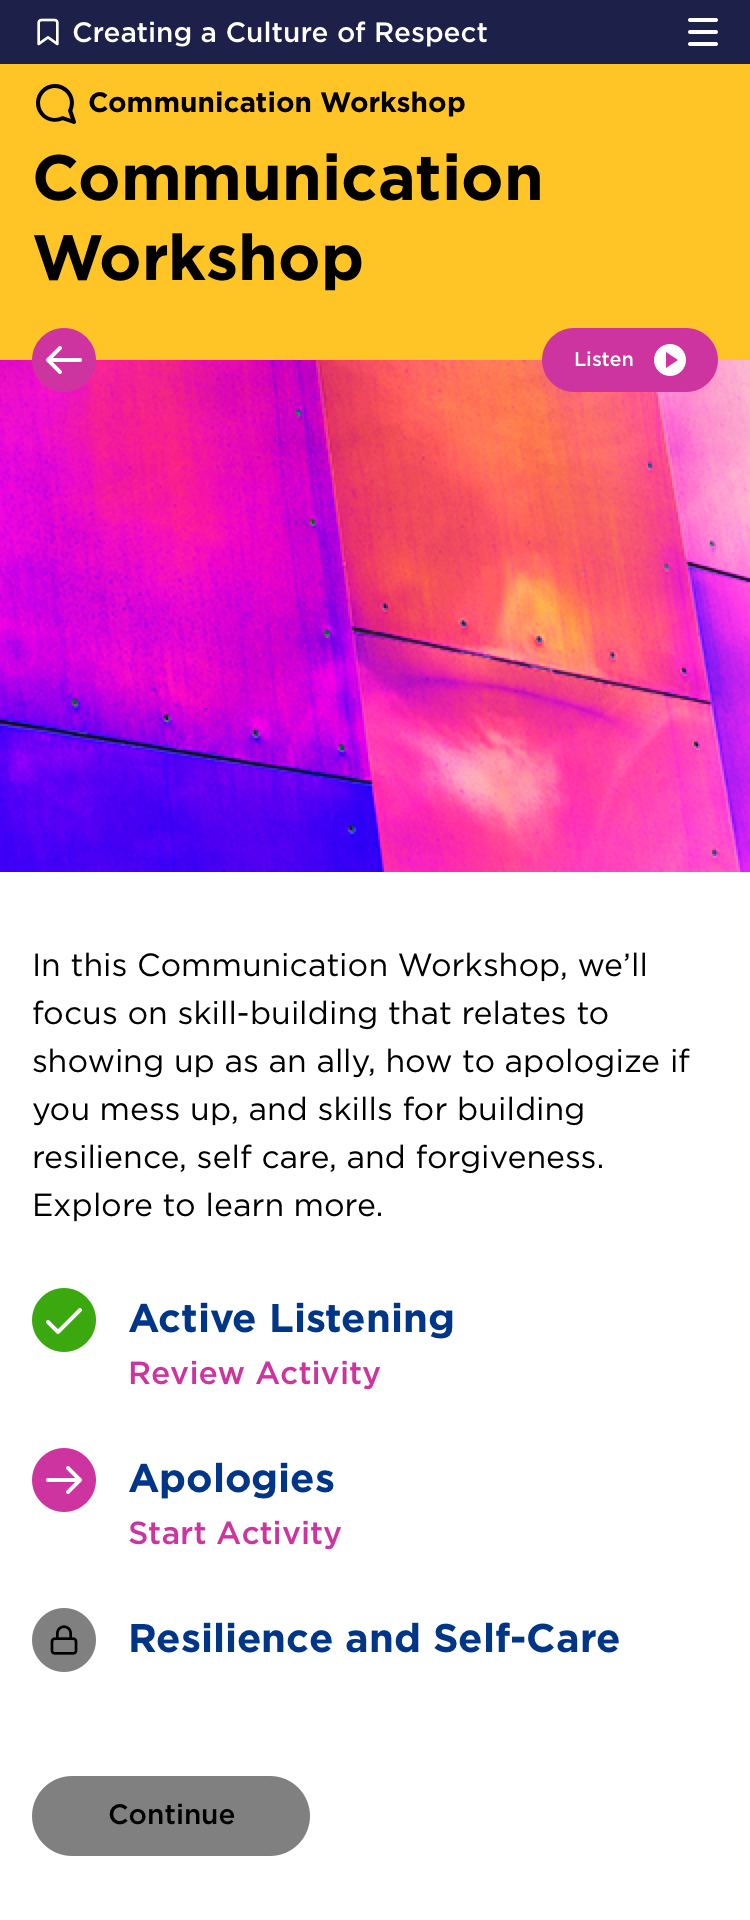 Creating a Culture of Respect
Communication Workshop
Communication
Workshop
Listen
In this Communication Workshop, we’ll
focus on skill-building that relates to
showing up as an ally, how to apologize if
you mess up, and skills for building
resilience, self care, and forgiveness.
Explore to learn more.
Active Listening
Review Activity
Apologies
Start Activity
Resilience and Self-Care
Continue